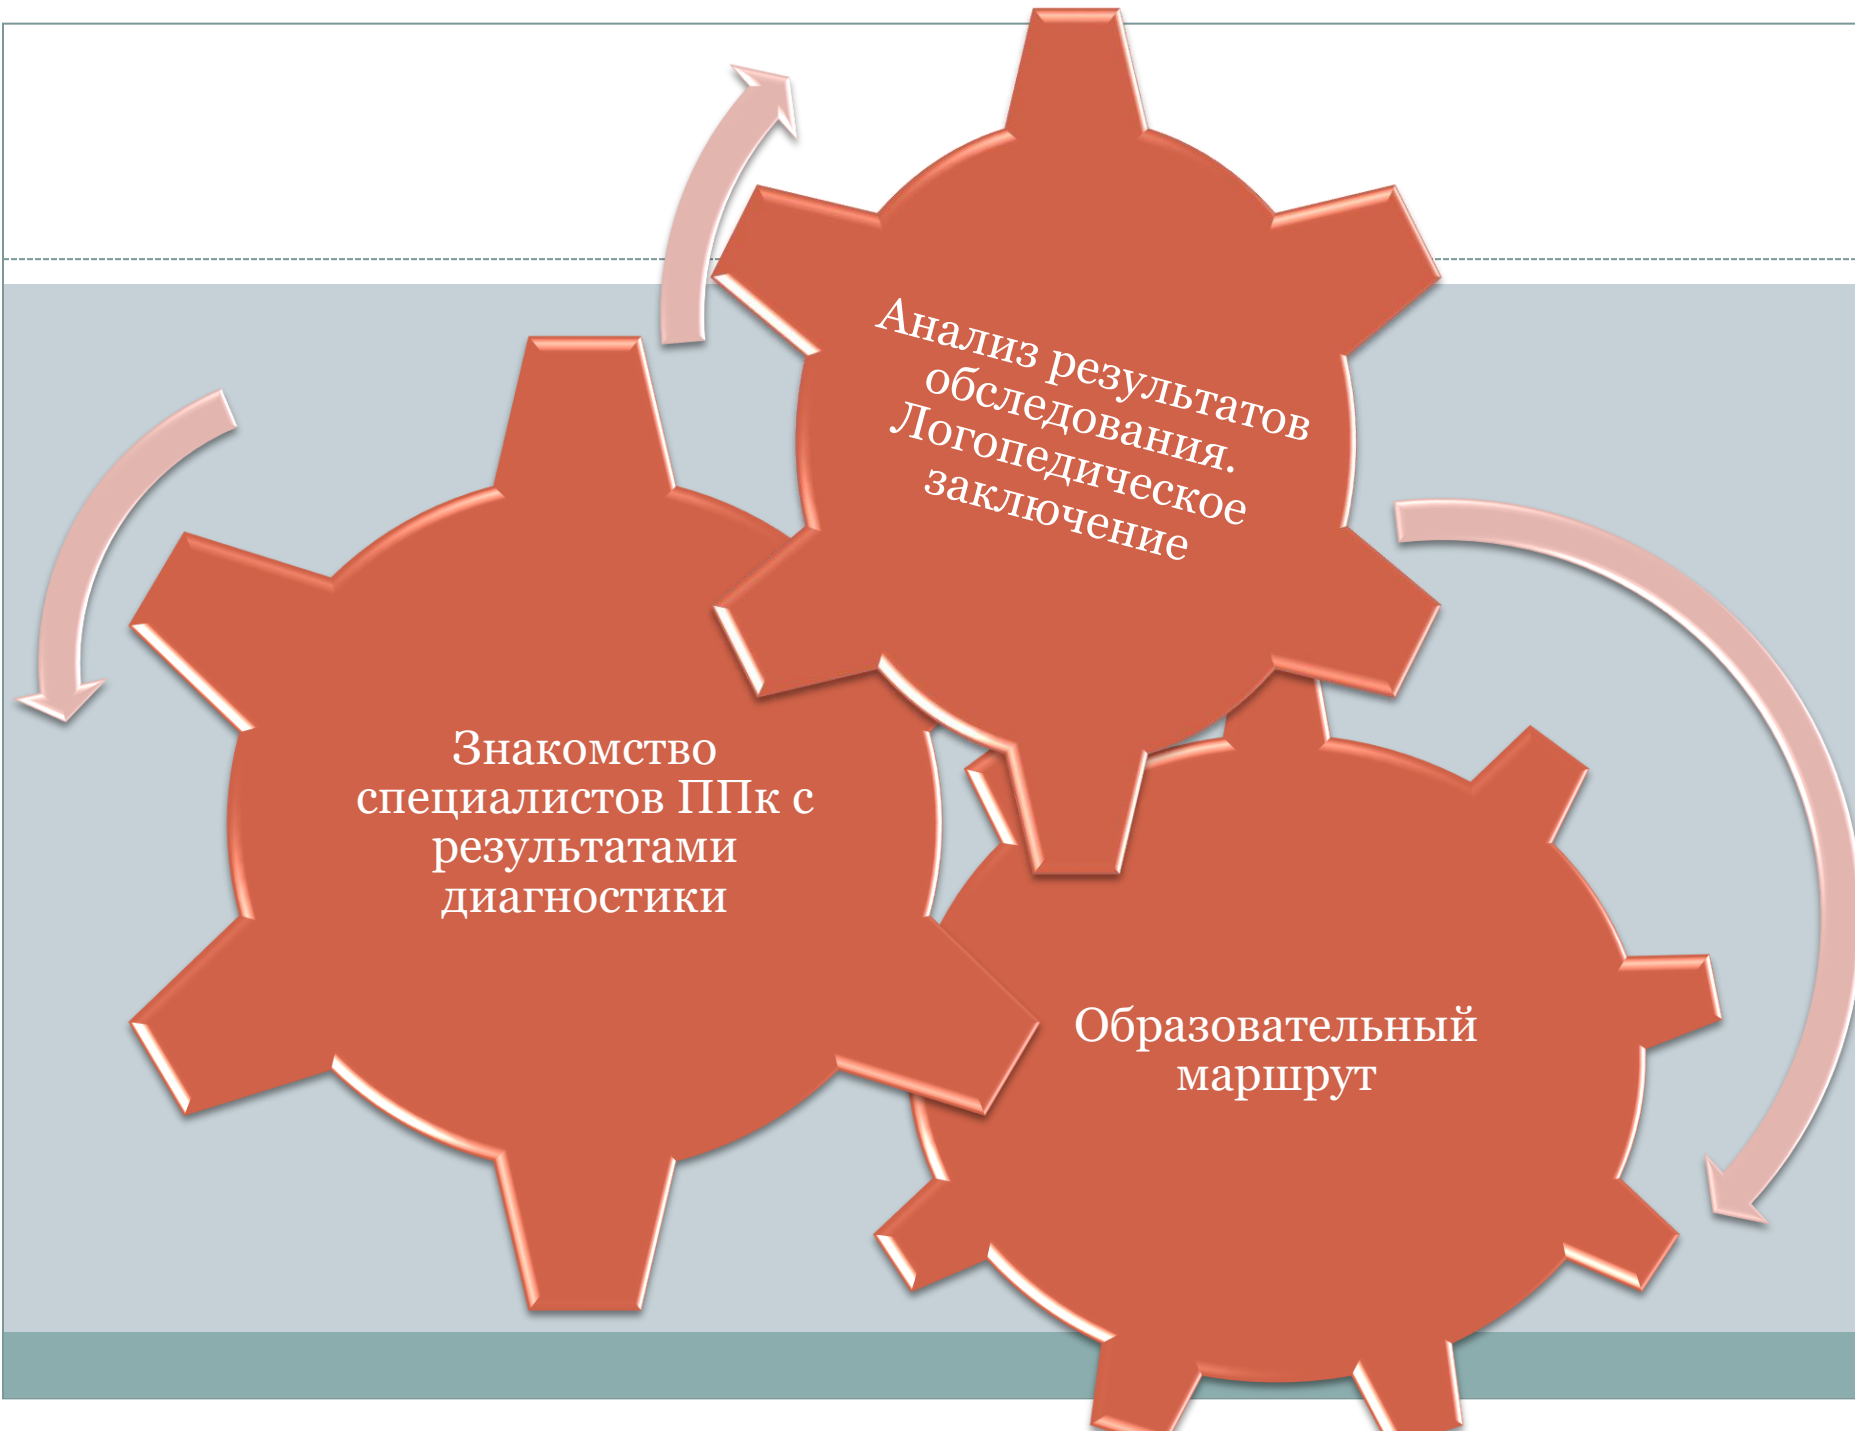 Анализ результатов
обследования.
Логопедическое
заключение
Знакомство
специалистов ППк с
результатами
диагностики
Образовательный
маршрут